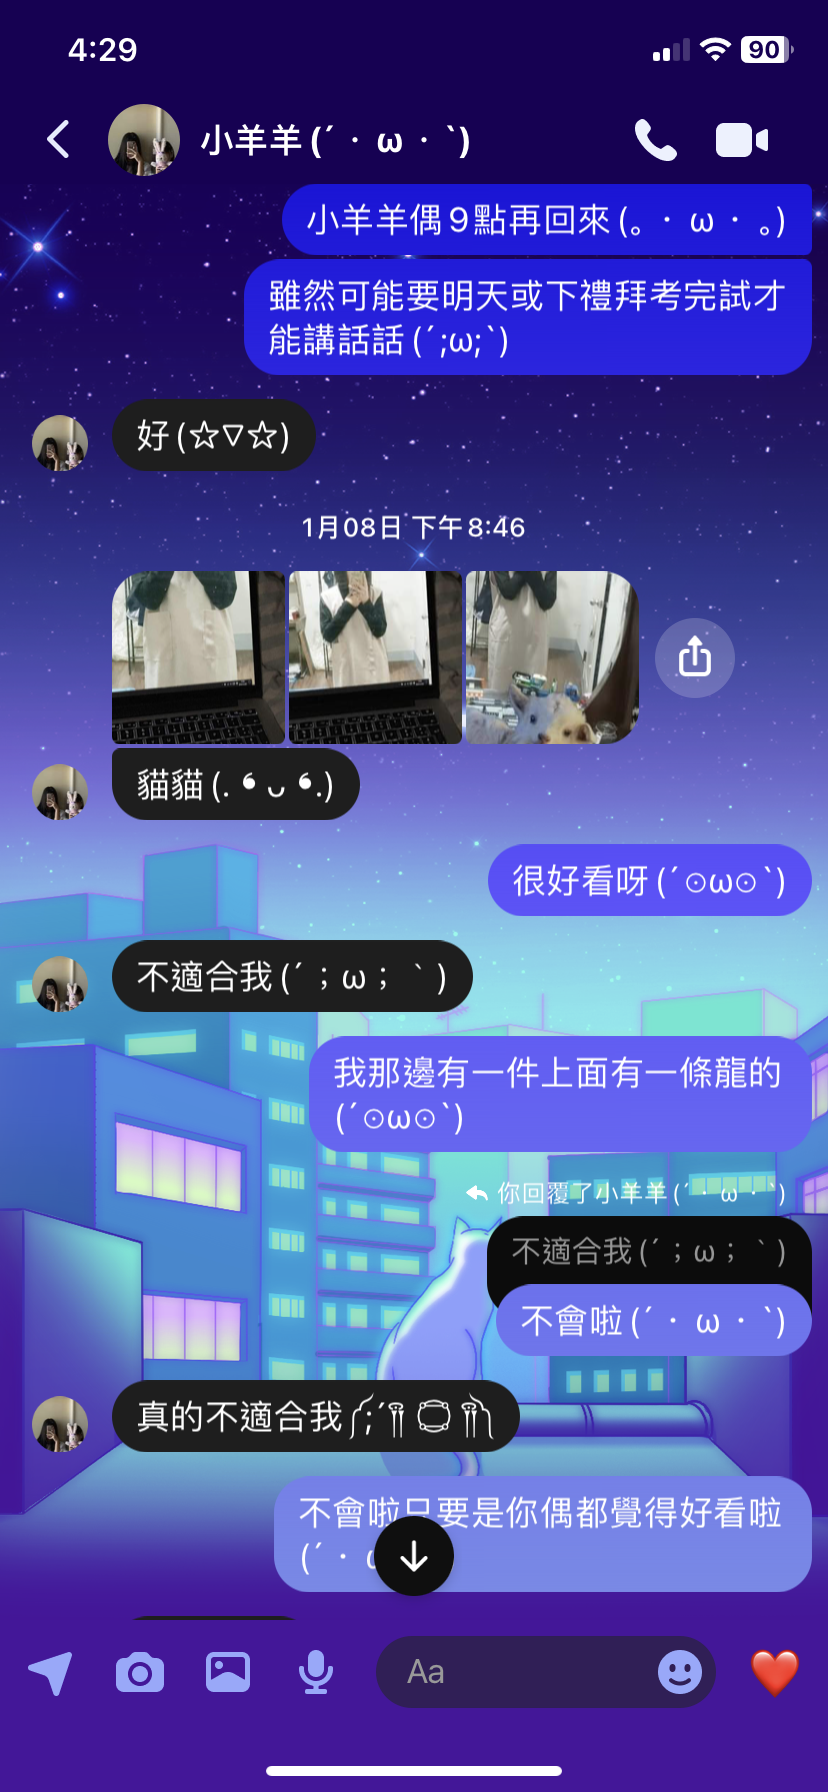 4:29
90
小羊羊(´・ω・`)
小羊羊偶9點再回來(。・ω・。)
雖然可能要明天或下禮拜考完試才
能講話話(´;ω;`)
好(☆▽☆)
1月08日 下午8:46
貓貓(. ❛ ᴗ ❛.)
很好看呀(´⊙ω⊙`)
不適合我(´；ω；｀)
我那邊有一件上面有一條龍的
(´⊙ω⊙`)
你回覆了小羊羊(´・ω・`)
不適合我(´；ω；｀)
不會啦(´・ω・`)
真的不適合我
不會啦只要是你偶都覺得好看啦
(´・
Aa